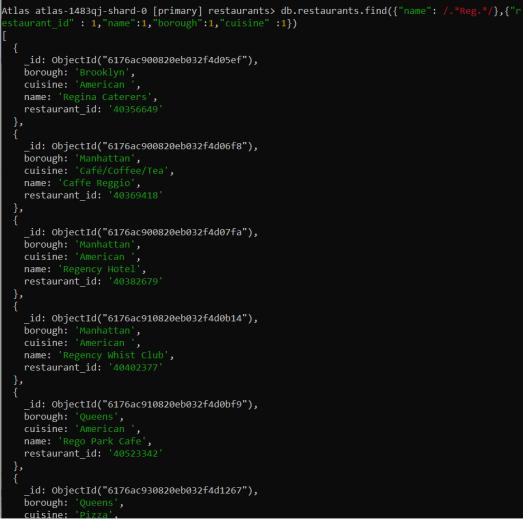 Atlas atlas-1483qj-shard-0 [primary] restaurants> db.restaurants.find({"name": /.*Reg.*/},{"r
estaurant_id" : 1,"name":1,"borough":1,"cuisine" :1})
[
  {
    _id: ObjectId("6176ac900820eb032f4d05ef"),
    borough: 'Brooklyn',
    cuisine: 'American ',
    name: 'Regina Caterers',
    restaurant_id: '40356649'
  },
  {
    _id: ObjectId("6176ac900820eb032f4d06f8"),
    borough: 'Manhattan',
    cuisine: 'Café/Coffee/Tea',
    name: 'Caffe Reggio',
    restaurant_id: '40369418'
  },
  {
    _id: ObjectId("6176ac900820eb032f4d07fa"),
    borough: 'Manhattan',
    cuisine: 'American ',
    name: 'Regency Hotel',
    restaurant_id: '40382679'
  },
  {
    _id: ObjectId("6176ac910820eb032f4d0b14"),
    borough: 'Manhattan',
    cuisine: 'American ',
    name: 'Regency Whist Club',
    restaurant_id: '40402377'
  },
  {
    _id: ObjectId("6176ac910820eb032f4d0bf9"),
    borough: 'Queens',
    cuisine: 'American ',
    name: 'Rego Park Cafe',
    restaurant_id: '40523342'
  },
  {
    _id: ObjectId("6176ac930820eb032f4d1267"),
    borough: 'Queens',
    cuisine: 'Pizza',